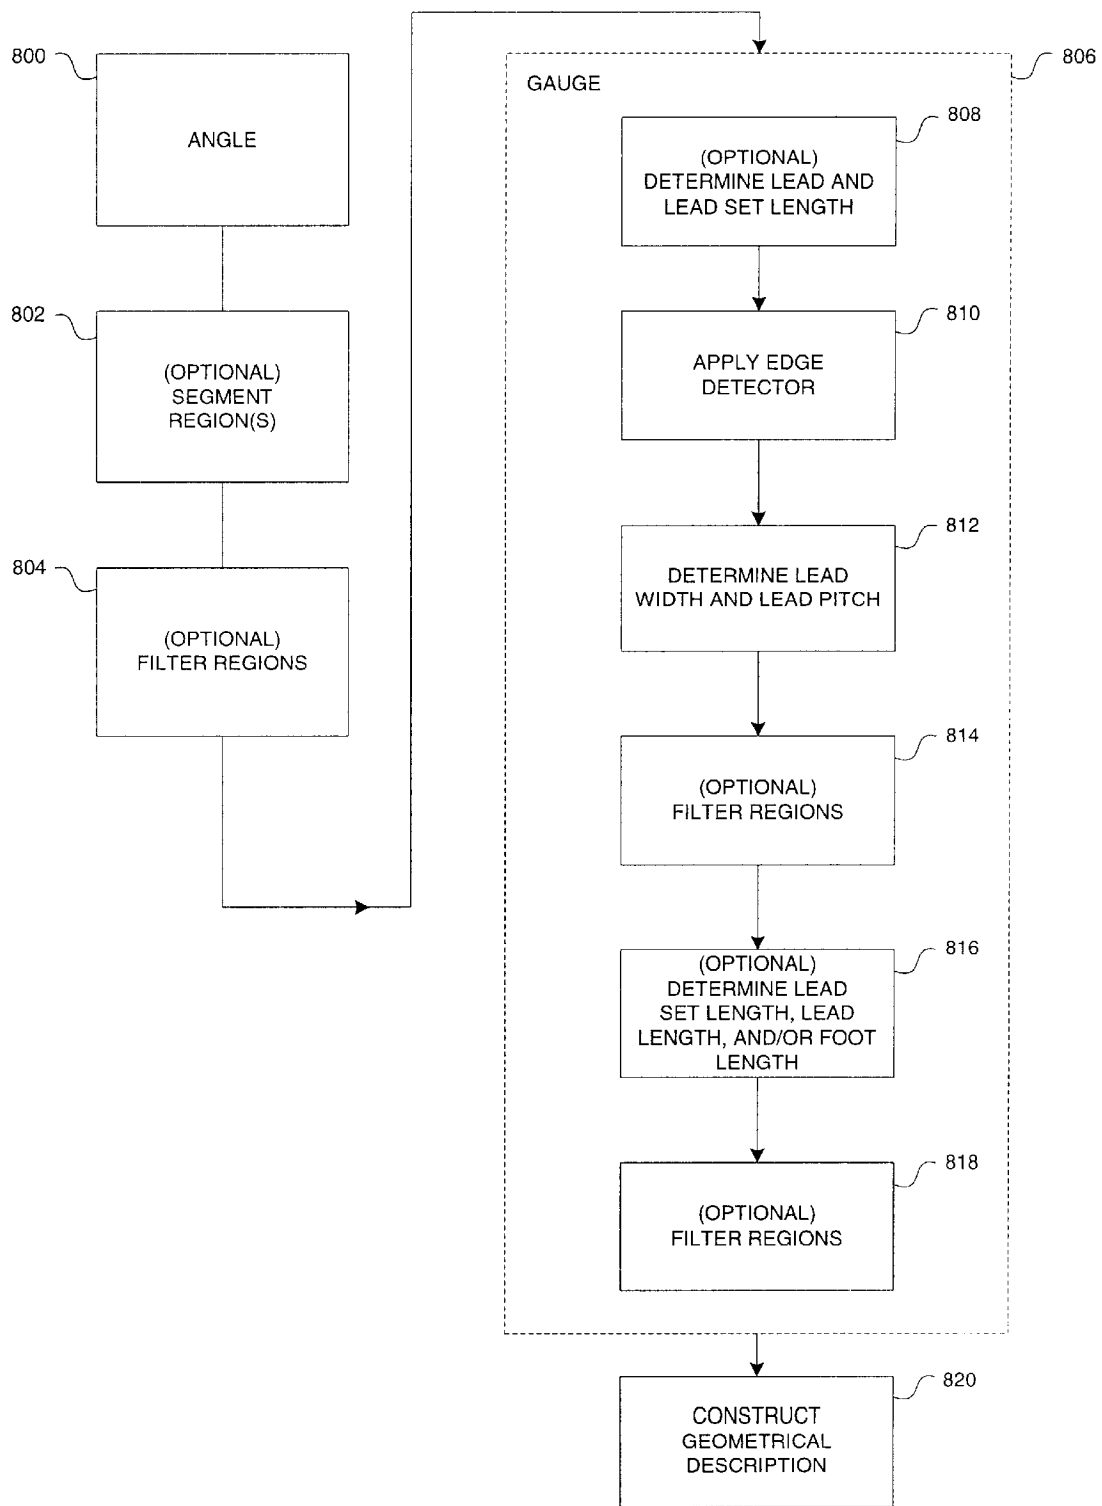 800
ANGLE
802
(OPTIONAL)
SEGMENT
REGION(S)
804
(OPTIONAL)
FILTER REGIONS
806
GAUGE
808
(OPTIONAL)
DETERMINE LEAD AND
LEAD SET LENGTH
810
APPLY EDGE
DETECTOR
812
DETERMINE LEAD
WIDTH AND LEAD PITCH
814
(OPTIONAL)
FILTER REGIONS
816
(OPTIONAL)
DETERMINE LEAD
SET LENGTH, LEAD
LENGTH, AND/OR FOOT
LENGTH
818
(OPTIONAL)
FILTER REGIONS
820
CONSTRUCT
GEOMETRICAL
DESCRIPTION